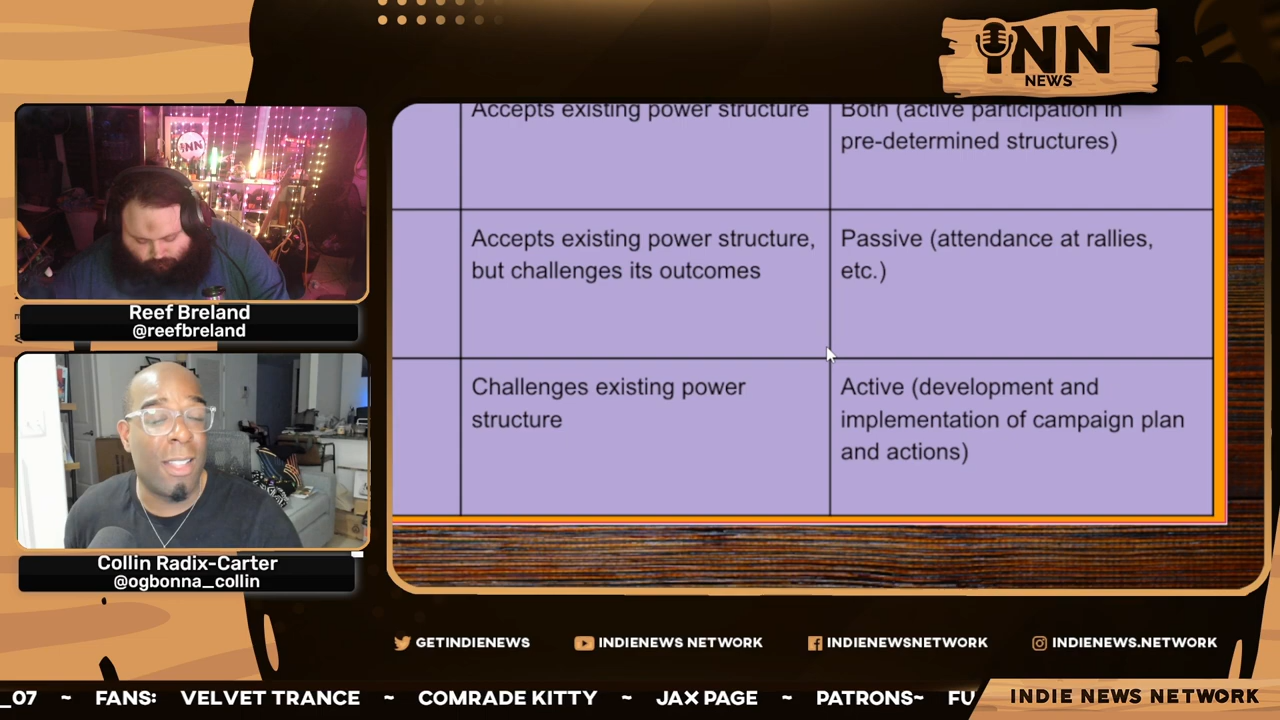 iNN
NEWS
Accepts existing power structure
Both (active participation in
pre-determined structures)
Accepts existing power structure,
but challenges its outcomes
Passive (attendance at rallies,
etc.)
Challenges existing power
structure
Active (development and
implementation of campaign plan
and actions)
iNN
Reef Breland
@reefbreland
Collin Radix-Carter
@ogbonna_collin
GETINDIENEWS
INDIENEWS NETWORK
INDIENEWSNETWORK
INDIENEWS.NETWORK
_07 ~ FANS: VELVET TRANCE ~ COMRADE KITTY ~ JAX PAGE ~ PATRONS~ FU
INDIE NEWS NETWORK